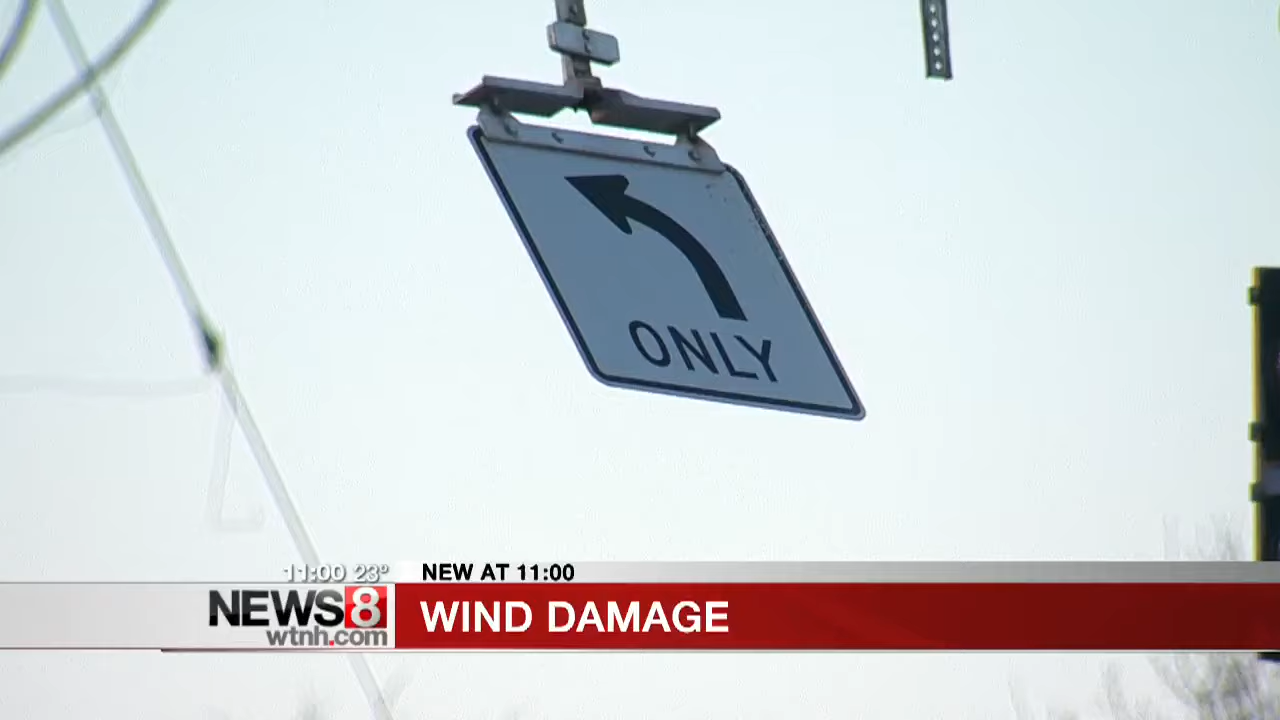 ONLY
11:00 23°
NEW AT 11:00
NEWS8
wtnh.com
WIND DAMAGE